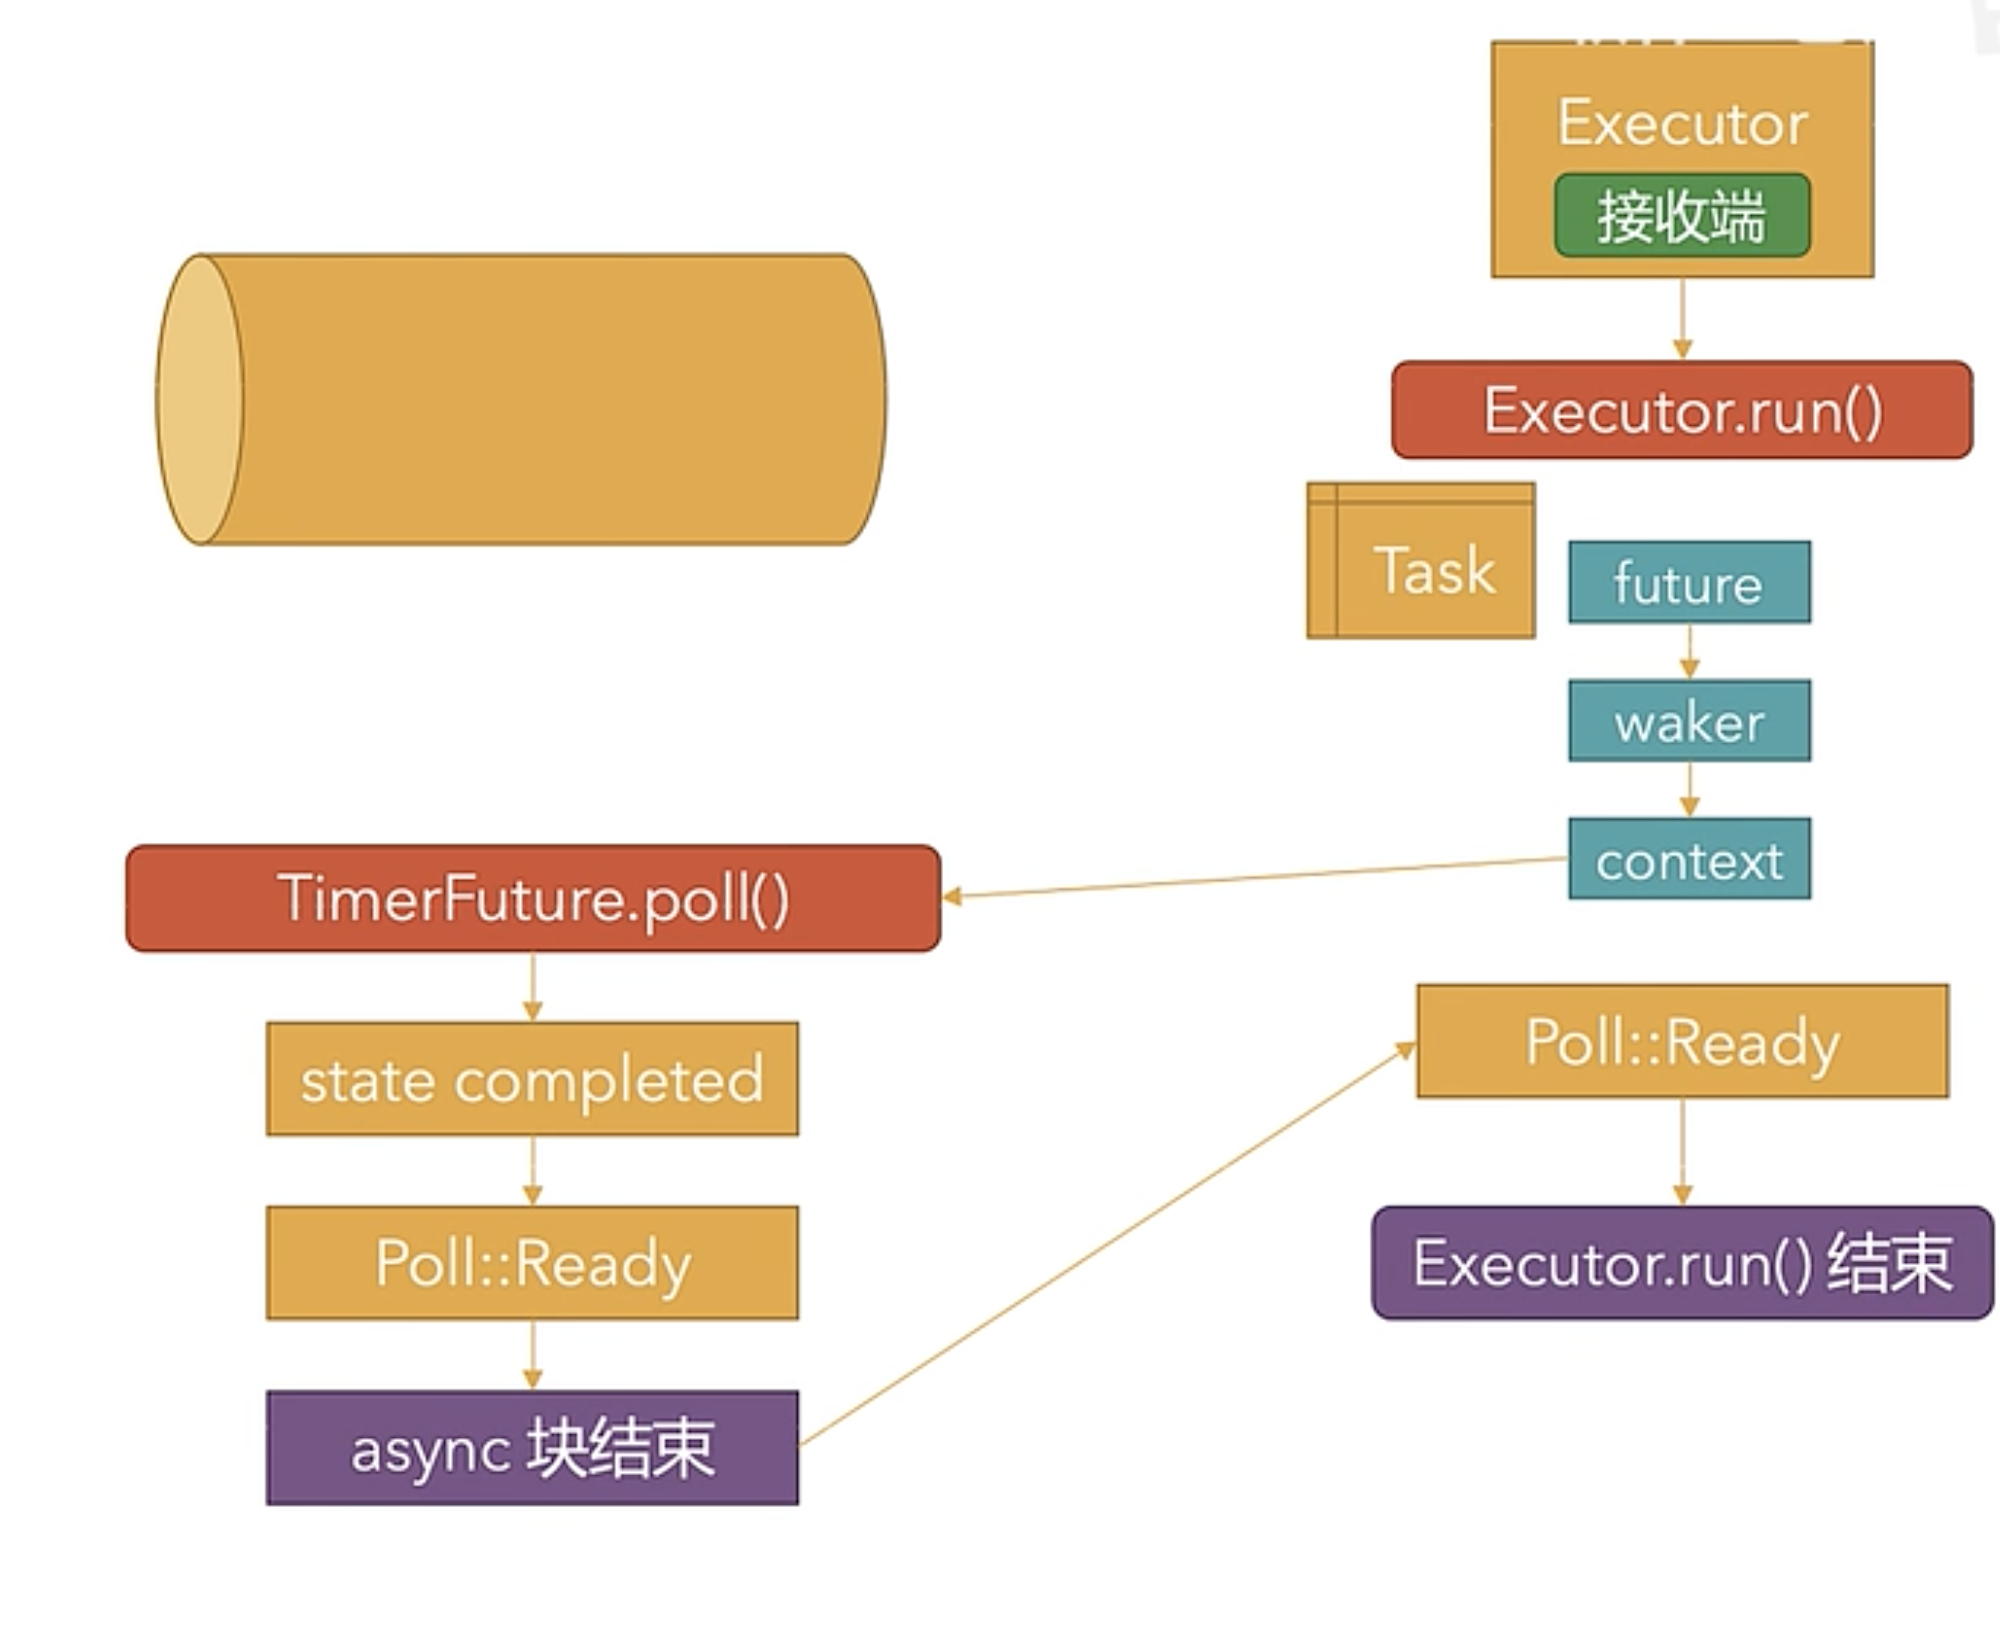 Executor
接收端
Executor.run()
Task
future
waker
context
TimerFuture.poll()
state completed
Poll::Ready
async 块结束
Poll::Ready
Executor.run() 结束